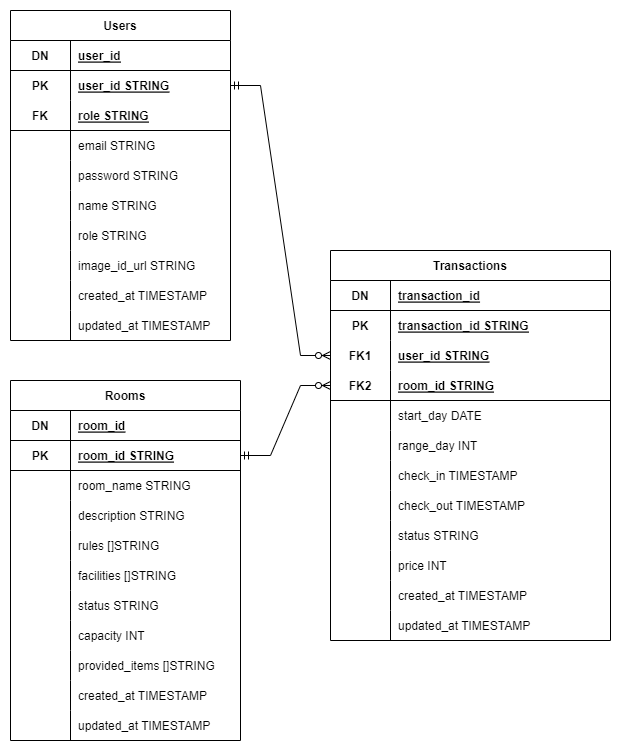 Users
DN user_id
PK user_id STRING
FK role STRING
email STRING
password STRING
name STRING
role STRING
image_id_url STRING
created_at TIMESTAMP
updated_at TIMESTAMP
Rooms
DN room_id
PK room_id STRING
room_name STRING
description STRING
rules []STRING
facilities []STRING
status STRING
capacity INT
provided_items []STRING
created_at TIMESTAMP
updated_at TIMESTAMP
Transactions
DN transaction_id
PK transaction_id STRING
FK1 user_id STRING
FK2 room_id STRING
start_day DATE
range_day INT
check_in TIMESTAMP
check_out TIMESTAMP
status STRING
price INT
created_at TIMESTAMP
updated_at TIMESTAMP